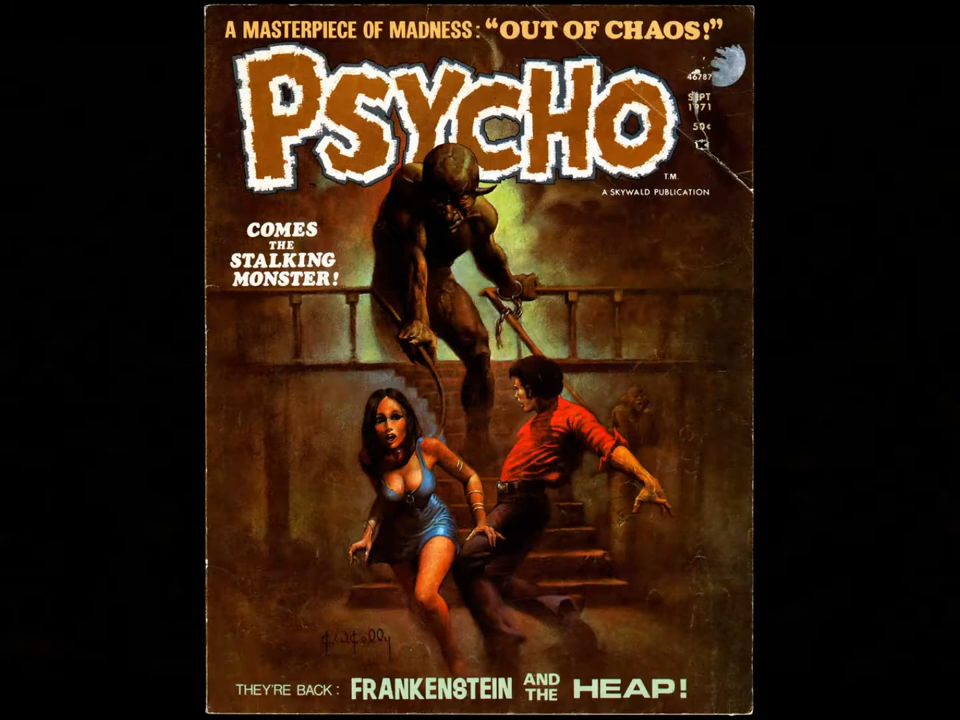 A MASTERPIECE OF MADNESS: “OUT OF CHAOS!”
PSYCHO
46787
SEPT
1971
50¢
T.M.
A SKYWALD PUBLICATION
COMES
THE
STALKING
MONSTER!
THEY'RE BACK: FRANKENSTEIN AND THE HEAP!